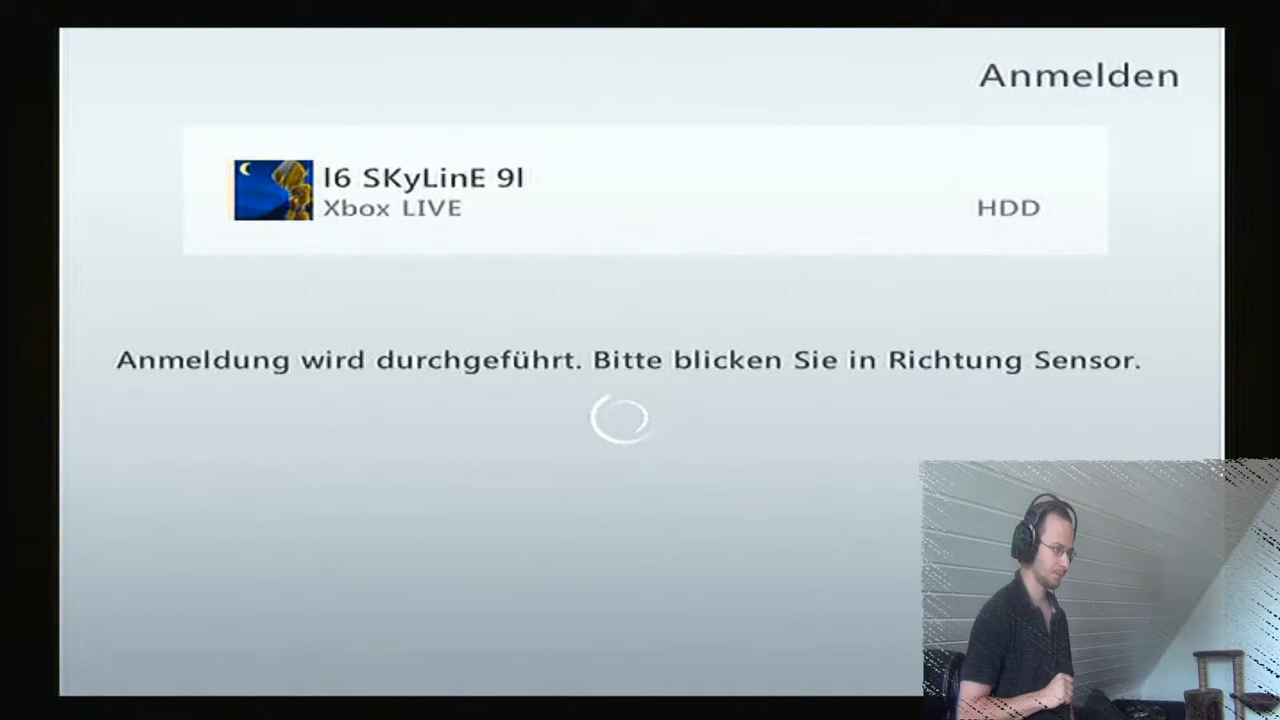 Anmelden
l6 SKyLinE 9l
Xbox LIVE
HDD
Anmeldung wird durchgeführt. Bitte blicken Sie in Richtung Sensor.